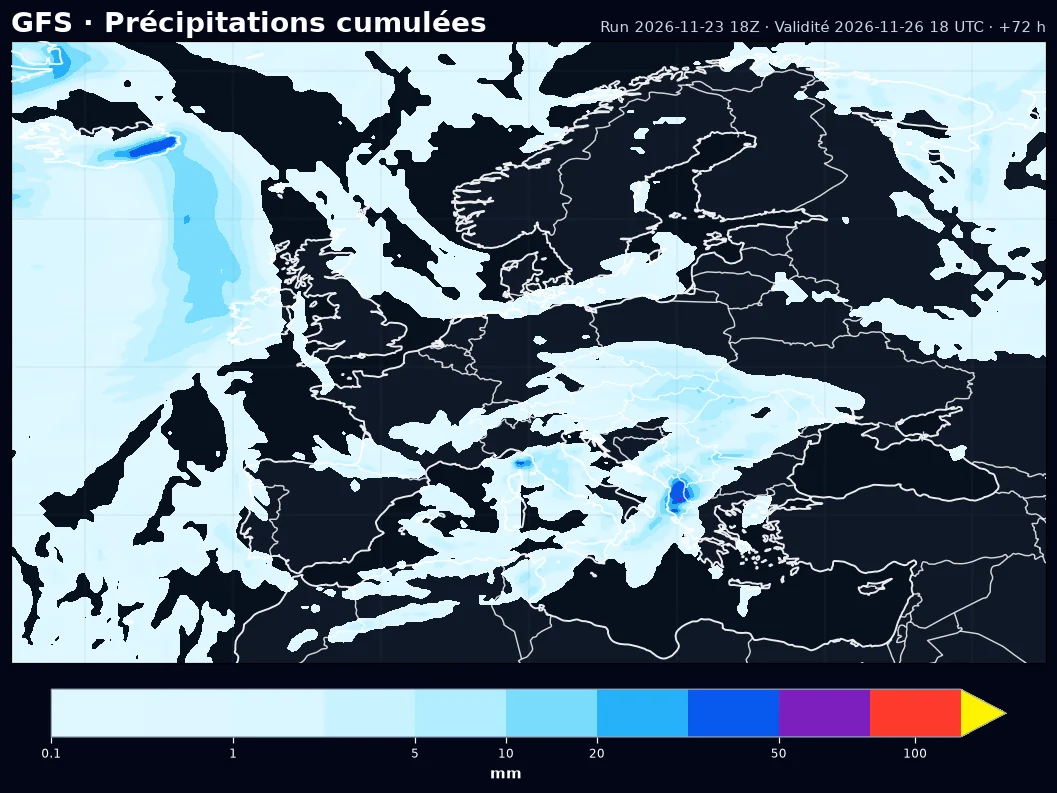 GFS · Précipitations cumulées
Run 2026-11-23 18Z · Validité 2026-11-26 18 UTC · +72 h
0.1 1 5 10 20 50 100
mm